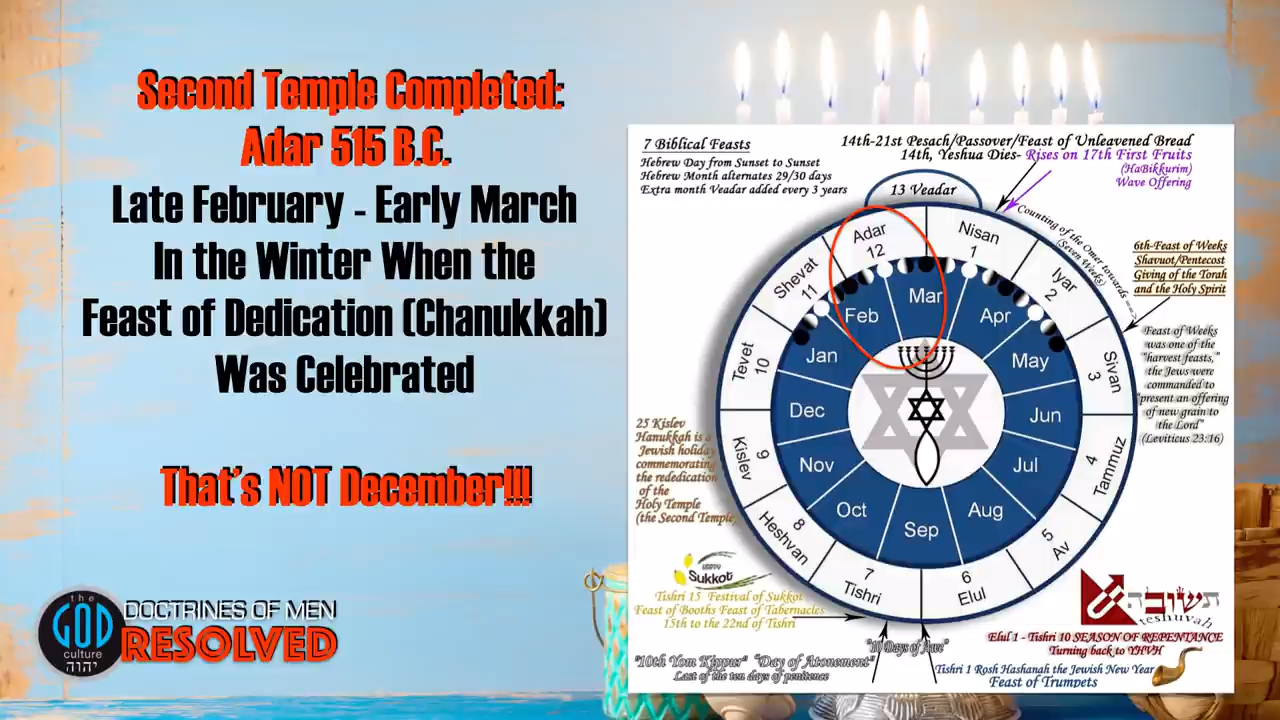 Second Temple Completed:
Adar 515 B.C.
Late February - Early March
In the Winter When the
Feast of Dedication (Chanukkah)
Was Celebrated
That's NOT December!!!
the
GOD
culture
יהוה
DOCTRINES OF MEN
RESOLVED
7 Biblical Feasts
Hebrew Day from Sunset to Sunset
Hebrew Month alternates 29/30 days
Extra month Veadar added every 3 years
14th-21st Pesach/Passover/Feast of Unleavened Bread
14th, Yeshua Dies- Rises on 17th First Fruits
(HaBikkurim)
Wave Offering
13 Veadar
Counting of the Omer towards ==>
(Seven Weeks)
6th-Feast of Weeks
Shavuot/Pentecost
Giving of the Torah
and the Holy Spirit
Feast of Weeks
was one of the
"harvest feasts,"
the Jews were
commanded to
"present an offering
of new grain to
the Lord"
(Leviticus 23:16)
Adar
12
Nisan
1
Iyar
2
Sivan
3
4
Tammuz
5
Av
6
Elul
7
Tishri
8
Heshvan
9
Kislev
Tevet
10
Shevat
11
Jan
Feb
Mar
Apr
May
Jun
Jul
Aug
Sep
Oct
Nov
Dec
25 Kislev
Hanukkah is a
Jewish holiday
commemorating
the rededication
of the
Holy Temple
(the Second Temple)
Sukkot
Tishri 15 Festival of Sukkot
Feast of Booths Feast of Tabernacles
15th to the 22nd of Tishri
"10 Days of Awe"
"10th Yom Kippur" "Day of Atonement"
Last of the ten days of penitence
תשובה
teshuvah
Elul 1 - Tishri 10 SEASON OF REPENTANCE
Turning back to YHVH
Tishri 1 Rosh Hashanah the Jewish New Year
Feast of Trumpets